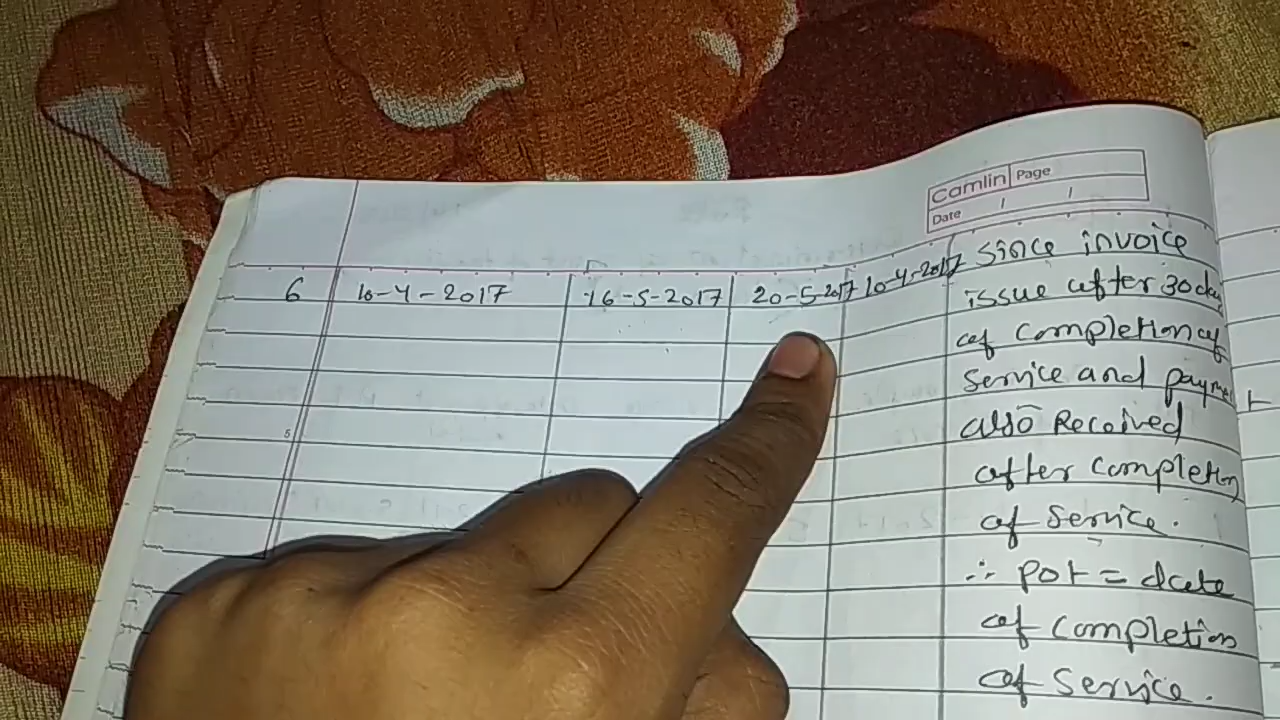 Camlin Page
Date / /
6 10-4-2017 16-5-2017 20-5-2017 10-4-2017
Since invoice
issue after 30 day
of completion of
service and payment
also Received
after completion
of service.
∴ pot = date
of completion
of service.
5